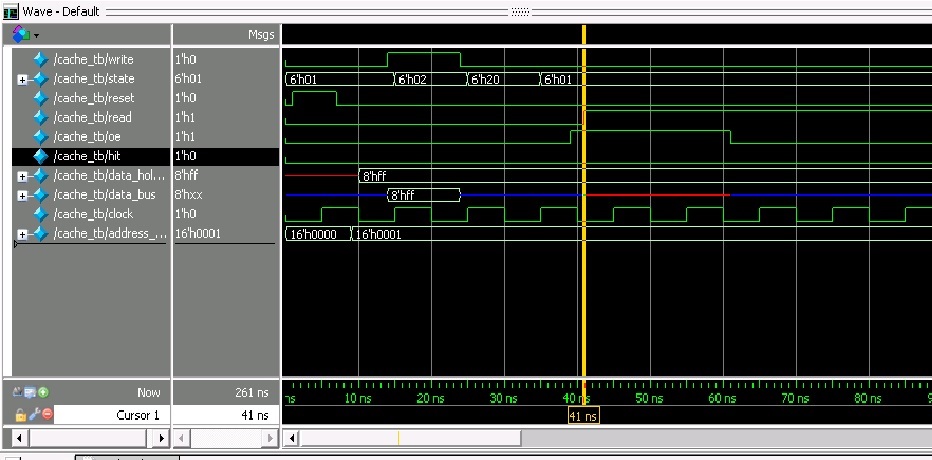 Wave - Default
Msgs
/cache_tb/write 1'h0
/cache_tb/state 6'h01 6'h01 6'h02 6'h20 6'h01
/cache_tb/reset 1'h0
/cache_tb/read 1'h1
/cache_tb/oe 1'h1
/cache_tb/hit 1'h0
/cache_tb/data_hol... 8'hff 8'hff
/cache_tb/data_bus 8'hxx 8'hff
/cache_tb/clock 1'h0
/cache_tb/address_... 16'h0001 16'h0000 16'h0001
Now 261 ns ns 10 ns 20 ns 30 ns 40 ns 50 ns 60 ns 70 ns 80 ns 9
Cursor 1 41 ns 41 ns